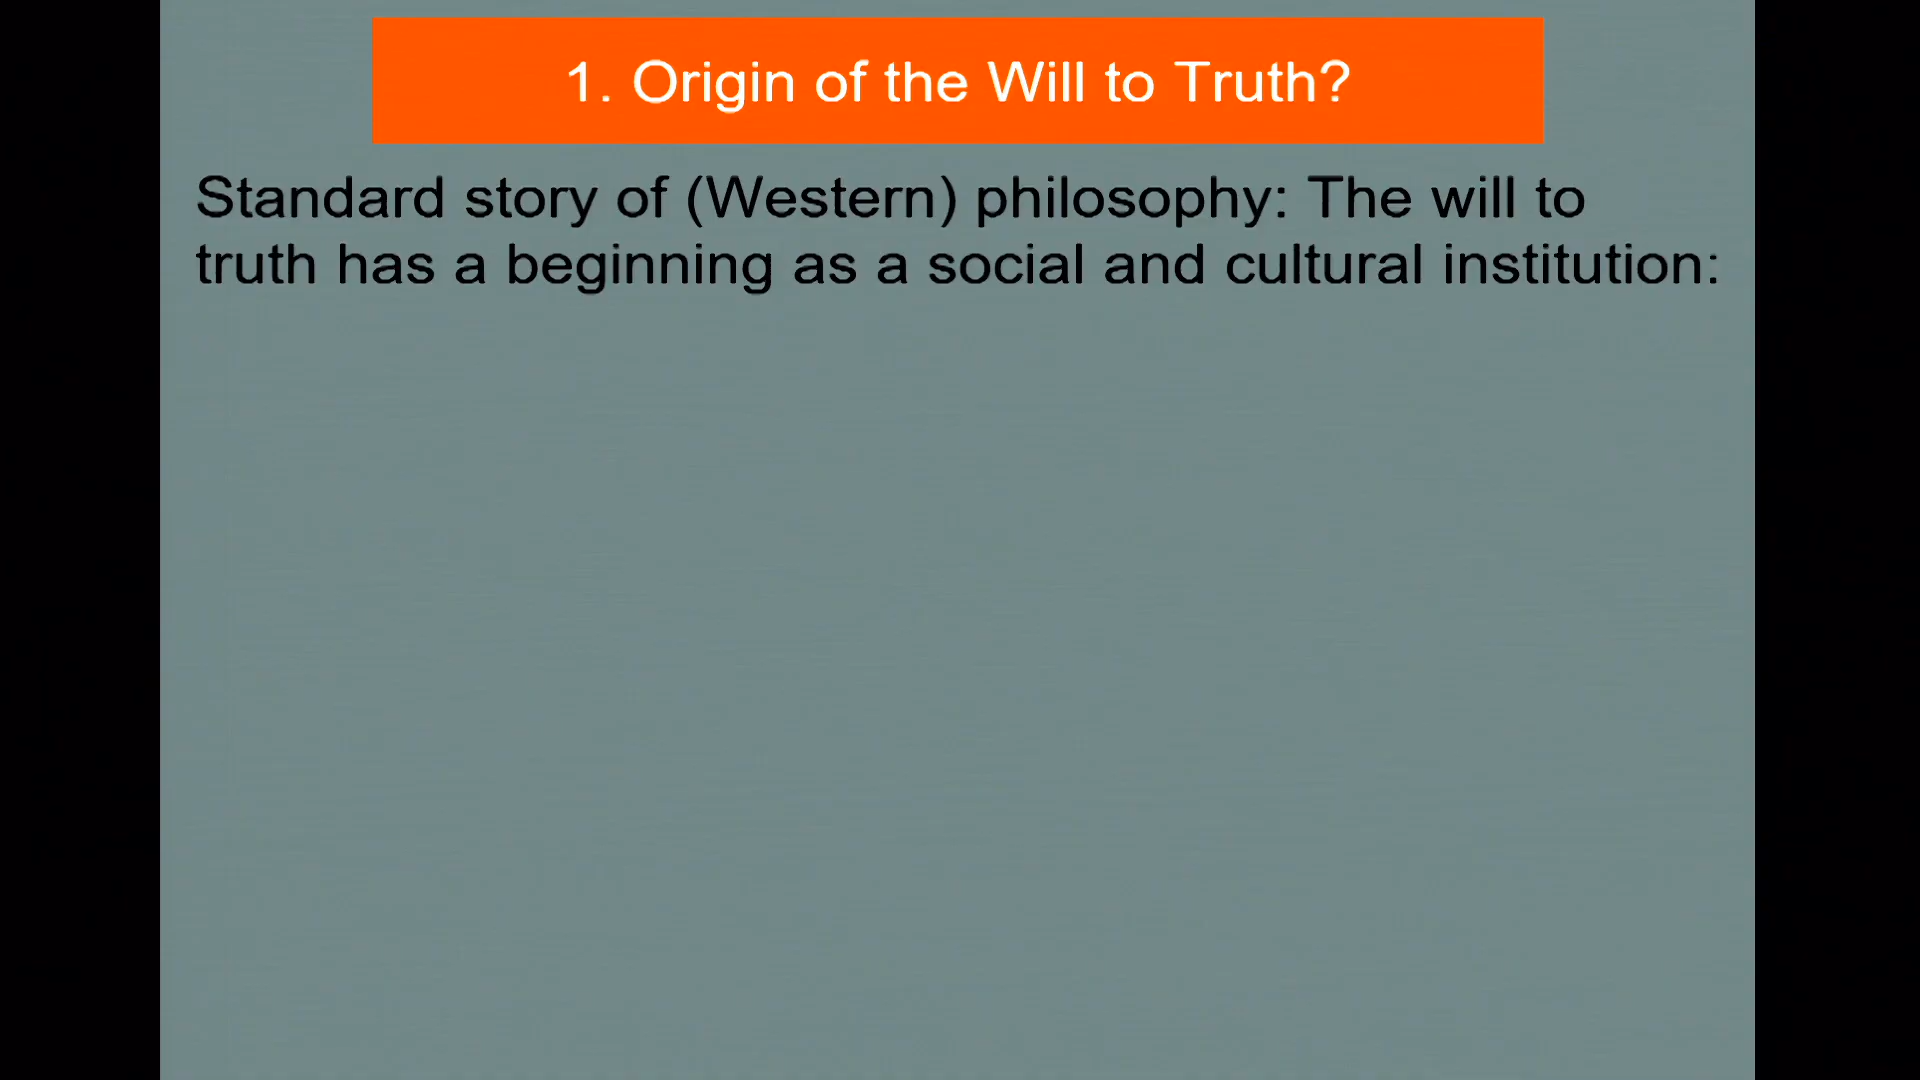 1. Origin of the Will to Truth?
Standard story of (Western) philosophy: The will to
truth has a beginning as a social and cultural institution: